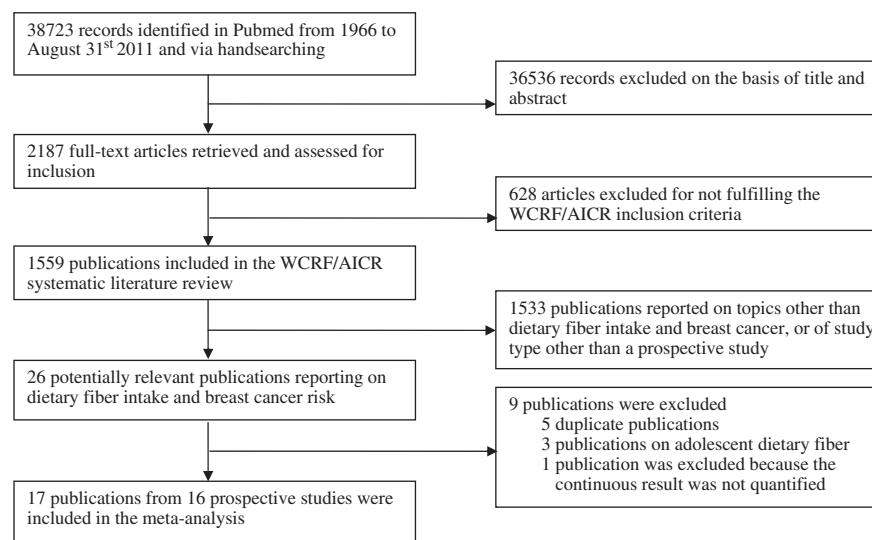 38723 records identified in Pubmed from 1966 to
August 31st 2011 and via handsearching
36536 records excluded on the basis of title and
abstract
2187 full-text articles retrieved and assessed for
inclusion
628 articles excluded for not fulfilling the
WCRF/AICR inclusion criteria
1559 publications included in the WCRF/AICR
systematic literature review
1533 publications reported on topics other than
dietary fiber intake and breast cancer, or of study
type other than a prospective study
26 potentially relevant publications reporting on
dietary fiber intake and breast cancer risk
9 publications were excluded
5 duplicate publications
3 publications on adolescent dietary fiber
1 publication was excluded because the
continuous result was not quantified
17 publications from 16 prospective studies were
included in the meta-analysis